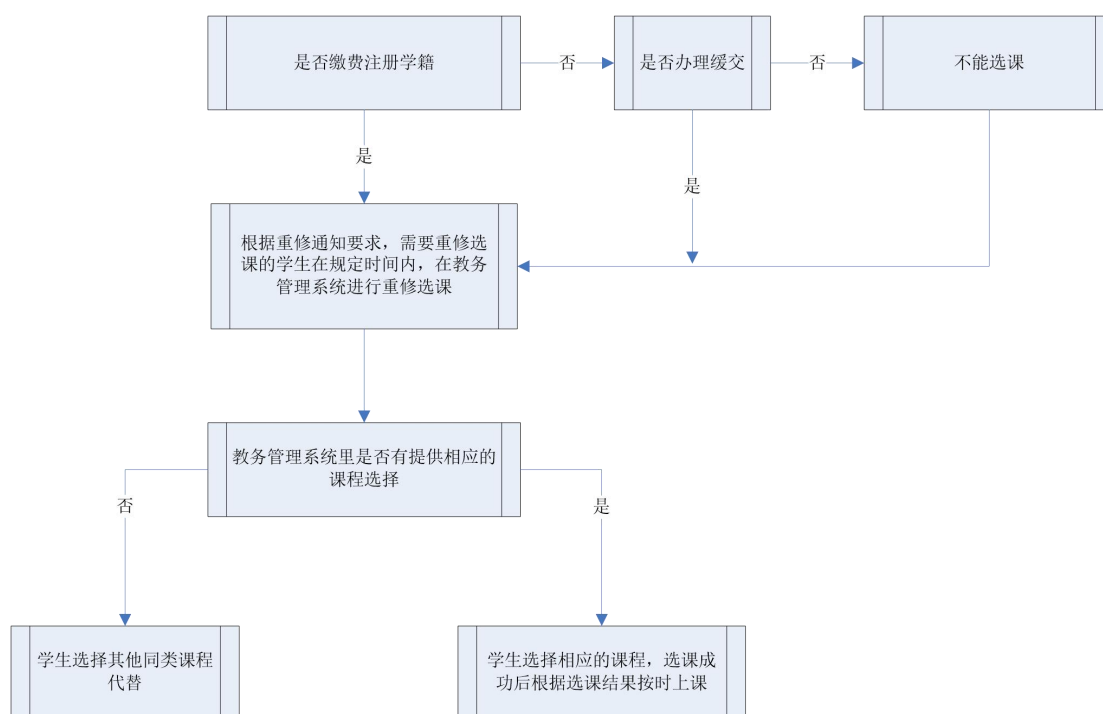 是否缴费注册学籍
否
是否办理缓交
否
不能选课
是
是
根据重修通知要求，需要重修选
课的学生在规定时间内，在教务
管理系统进行重修选课
教务管理系统里是否有提供相应的
课程选择
否
是
学生选择其他同类课程
代替
学生选择相应的课程，选课成
功后根据选课结果按时上课